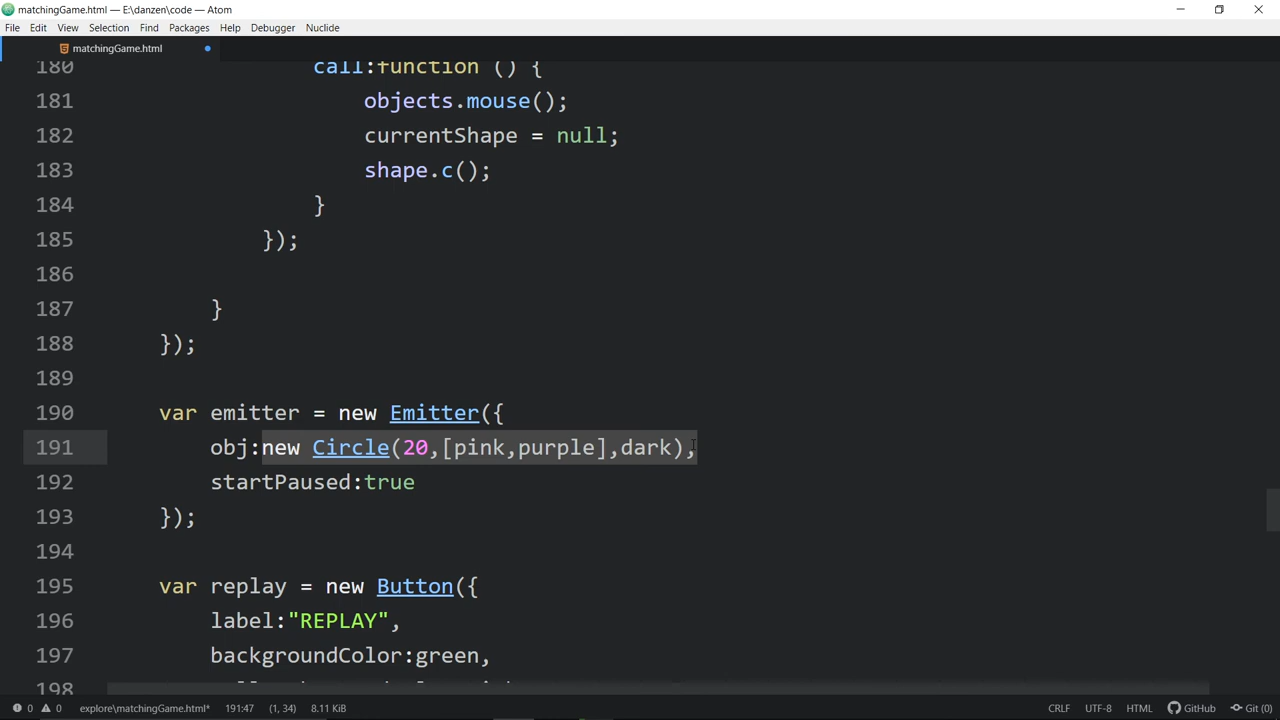 matchingGame.html — E:\danzen\code — Atom
File Edit View Selection Find Packages Help Debugger Nuclide
matchingGame.html
180 call:function () {
181 objects.mouse();
182 currentShape = null;
183 shape.c();
184 }
185 });
186
187 }
188 });
189
190 var emitter = new Emitter({
191 obj:new Circle(20,[pink,purple],dark),
192 startPaused:true
193 });
194
195 var replay = new Button({
196 label:"REPLAY",
197 backgroundColor:green,
198
0 0 explore\matchingGame.html* 191:47 (1, 34) 8.11 KiB CRLF UTF-8 HTML GitHub Git (0)